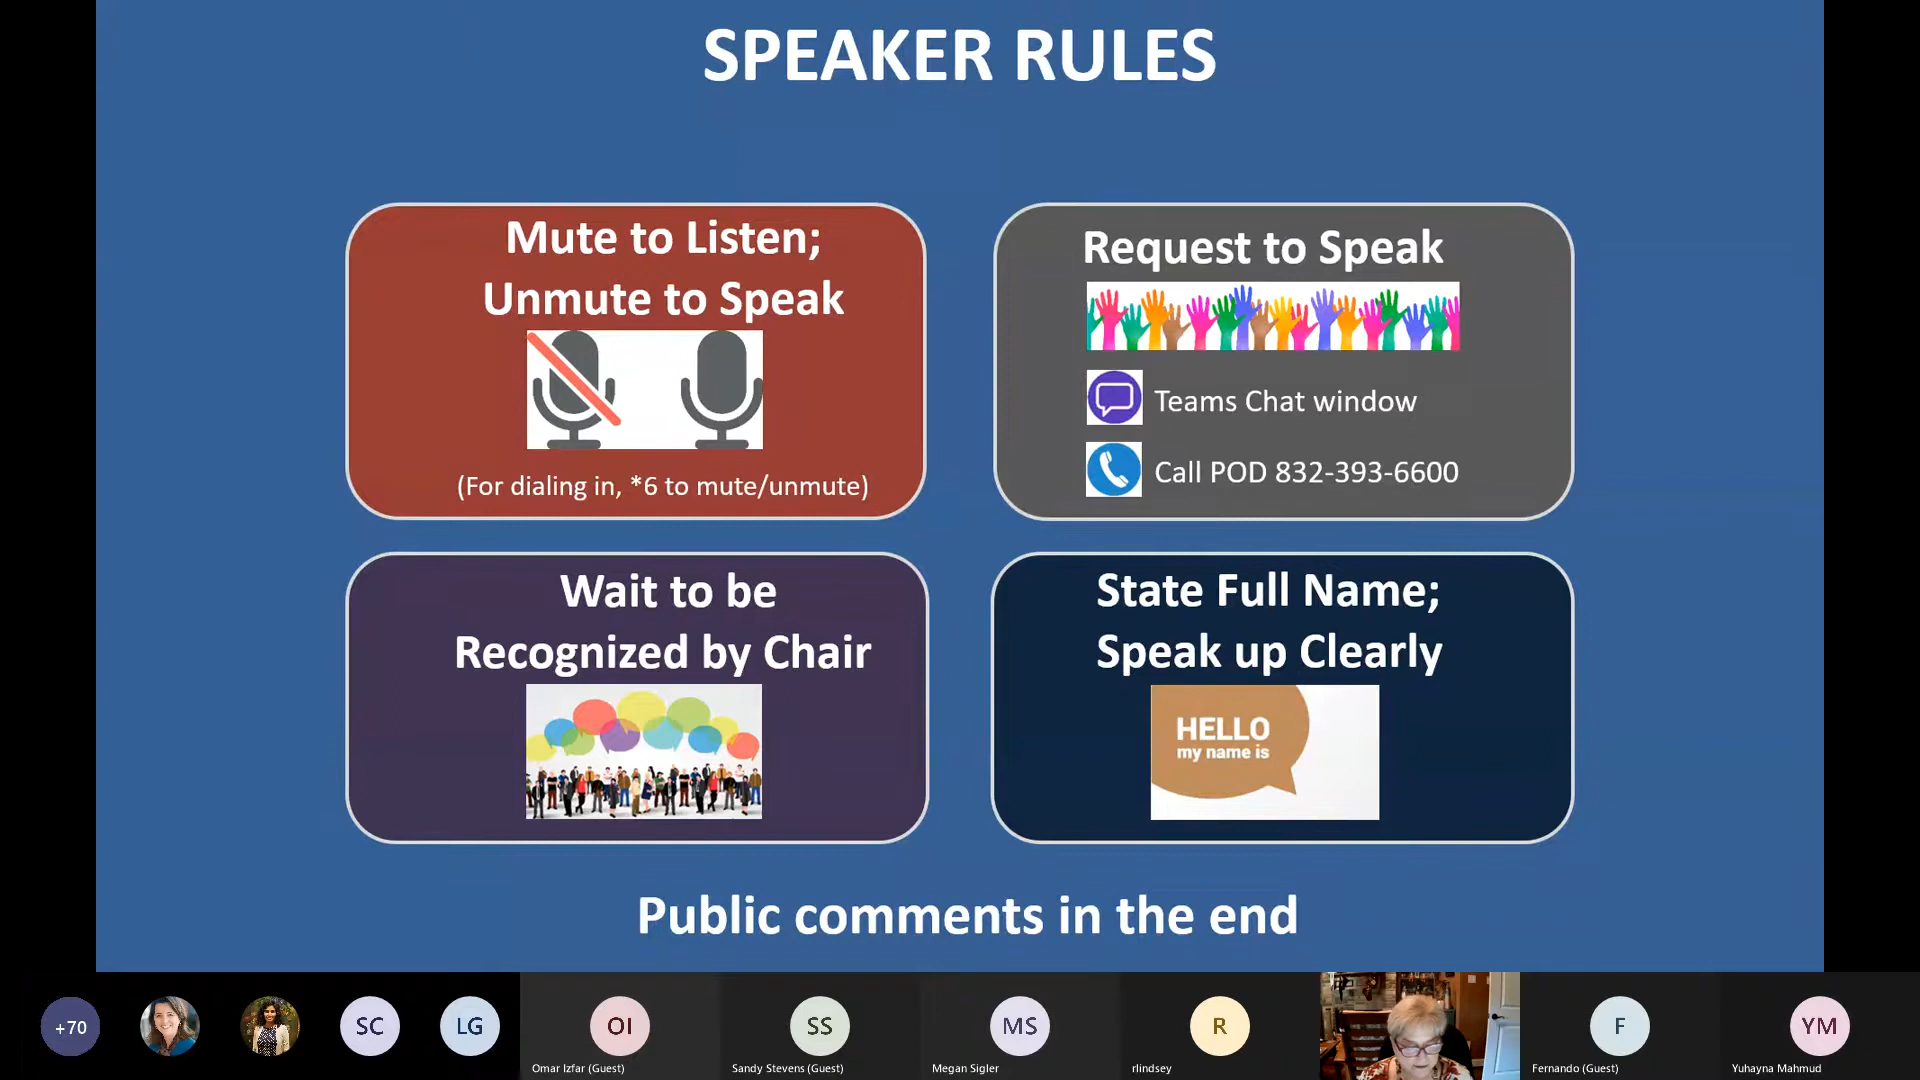 SPEAKER RULES
Mute to Listen;
Unmute to Speak
(For dialing in, *6 to mute/unmute)
Request to Speak
Teams Chat window
Call POD 832-393-6600
Wait to be
Recognized by Chair
State Full Name;
Speak up Clearly
HELLO
my name is
Public comments in the end
+70
SC
LG
OI
Omar Izfar (Guest)
SS
Sandy Stevens (Guest)
MS
Megan Sigler
R
rlindsey
F
Fernando (Guest)
YM
Yuhayna Mahmud